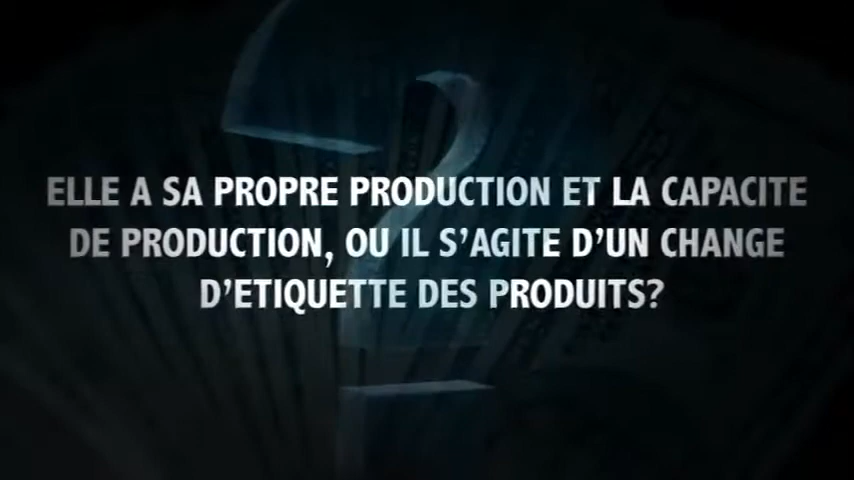 ELLE A SA PROPRE PRODUCTION ET LA CAPACITE
DE PRODUCTION, OU IL S’AGITE D’UN CHANGE
D’ETIQUETTE DES PRODUITS?